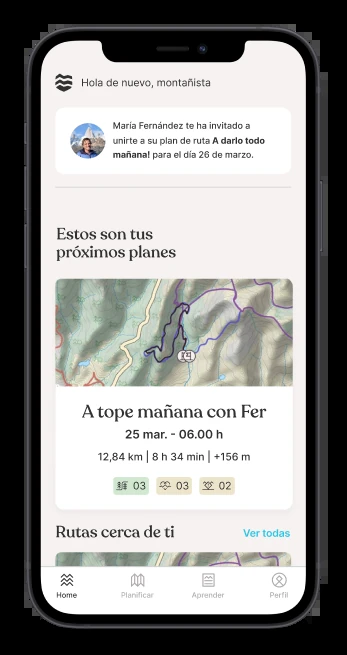 Hola de nuevo, montañista
María Fernández te ha invitado a
unirte a su plan de ruta A darlo todo
mañana! para el día 26 de marzo.
Estos son tus
próximos planes
A tope mañana con Fer
25 mar. - 06.00 h
12,84 km | 8 h 34 min | +156 m
03 03 02
Rutas cerca de ti Ver todas
Home Planificar Aprender Perfil